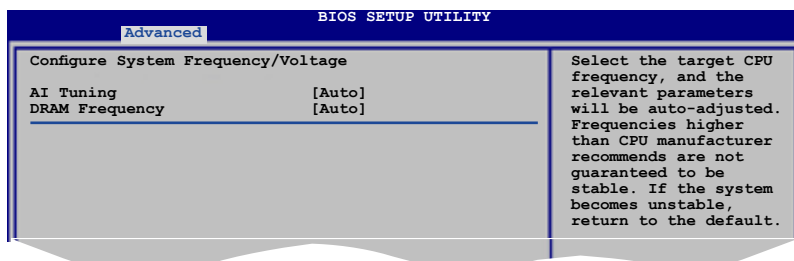 BIOS SETUP UTILITY
Advanced
Configure System Frequency/Voltage
AI Tuning [Auto]
DRAM Frequency [Auto]
Select the target CPU
frequency, and the
relevant parameters
will be auto-adjusted.
Frequencies higher
than CPU manufacturer
recommends are not
guaranteed to be
stable. If the system
becomes unstable,
return to the default.